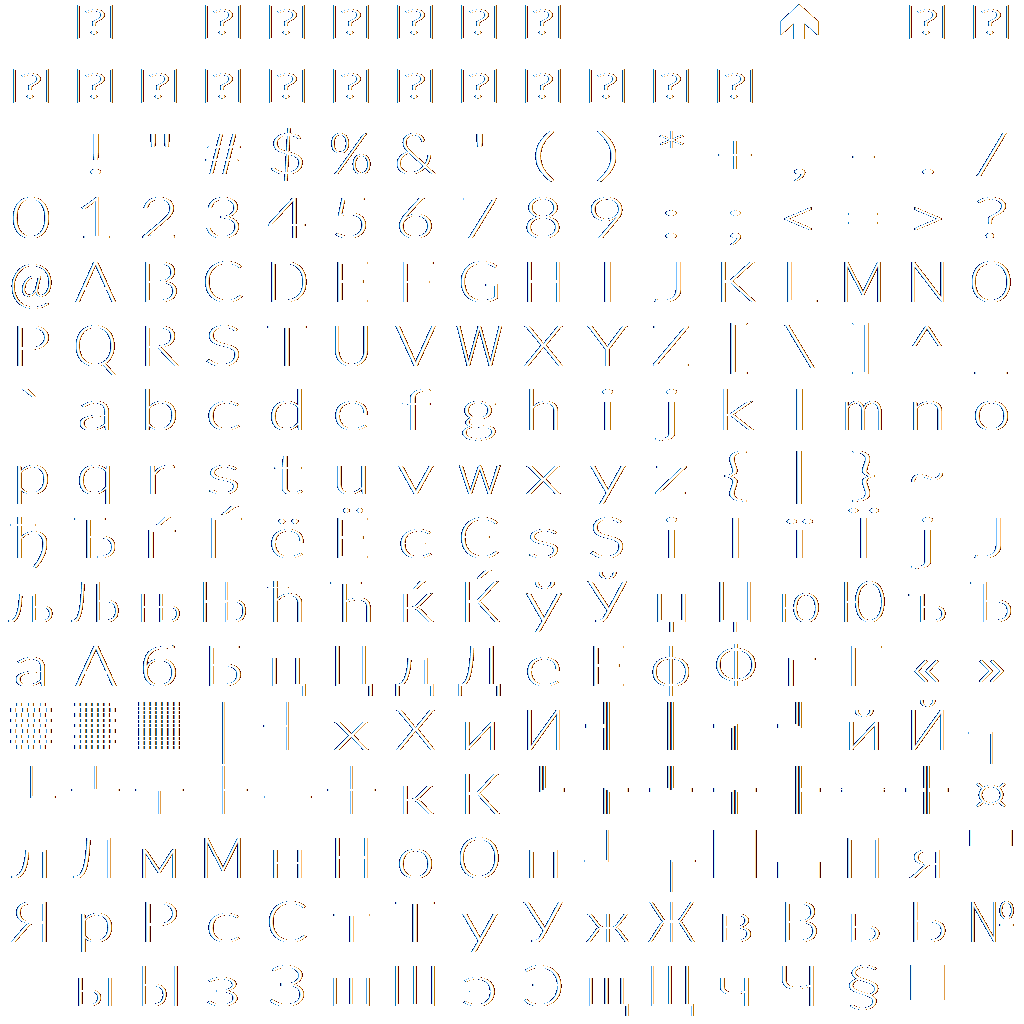 ! " # $ % & ' ( ) * + , - . /
0 1 2 3 4 5 6 7 8 9 : ; < = > ?
@ A B C D E F G H I J K L M N O
P Q R S T U V W X Y Z [ \ ] ^ _
` a b c d e f g h i j k l m n o
p q r s t u v w x y z { | } ~
ђ Ђ ѓ Ѓ ё Ё є Є ѕ Ѕ і І ї Ї ј Ј
љ Љ њ Њ ћ Ћ ќ Ќ ў Ў џ Џ ю Ю ъ Ъ
а А б Б ц Ц д Д е Е ф Ф г Г « »
░ ▒ ▓ │ ┤ х Х и И ╣ ║ ╗ ╝ й Й ┐
└ ┴ ┬ ├ ─ ┼ к К ╚ ╔ ╩ ╦ ╠ ═ ╬ ¤
л Л м М н Н о О п ┘ ┌ █ ▄ П я ▀
Я р Р с С т Т у У ж Ж в В ь Ь №
ы Ы з З ш Ш э Э щ Щ ч Ч § ■